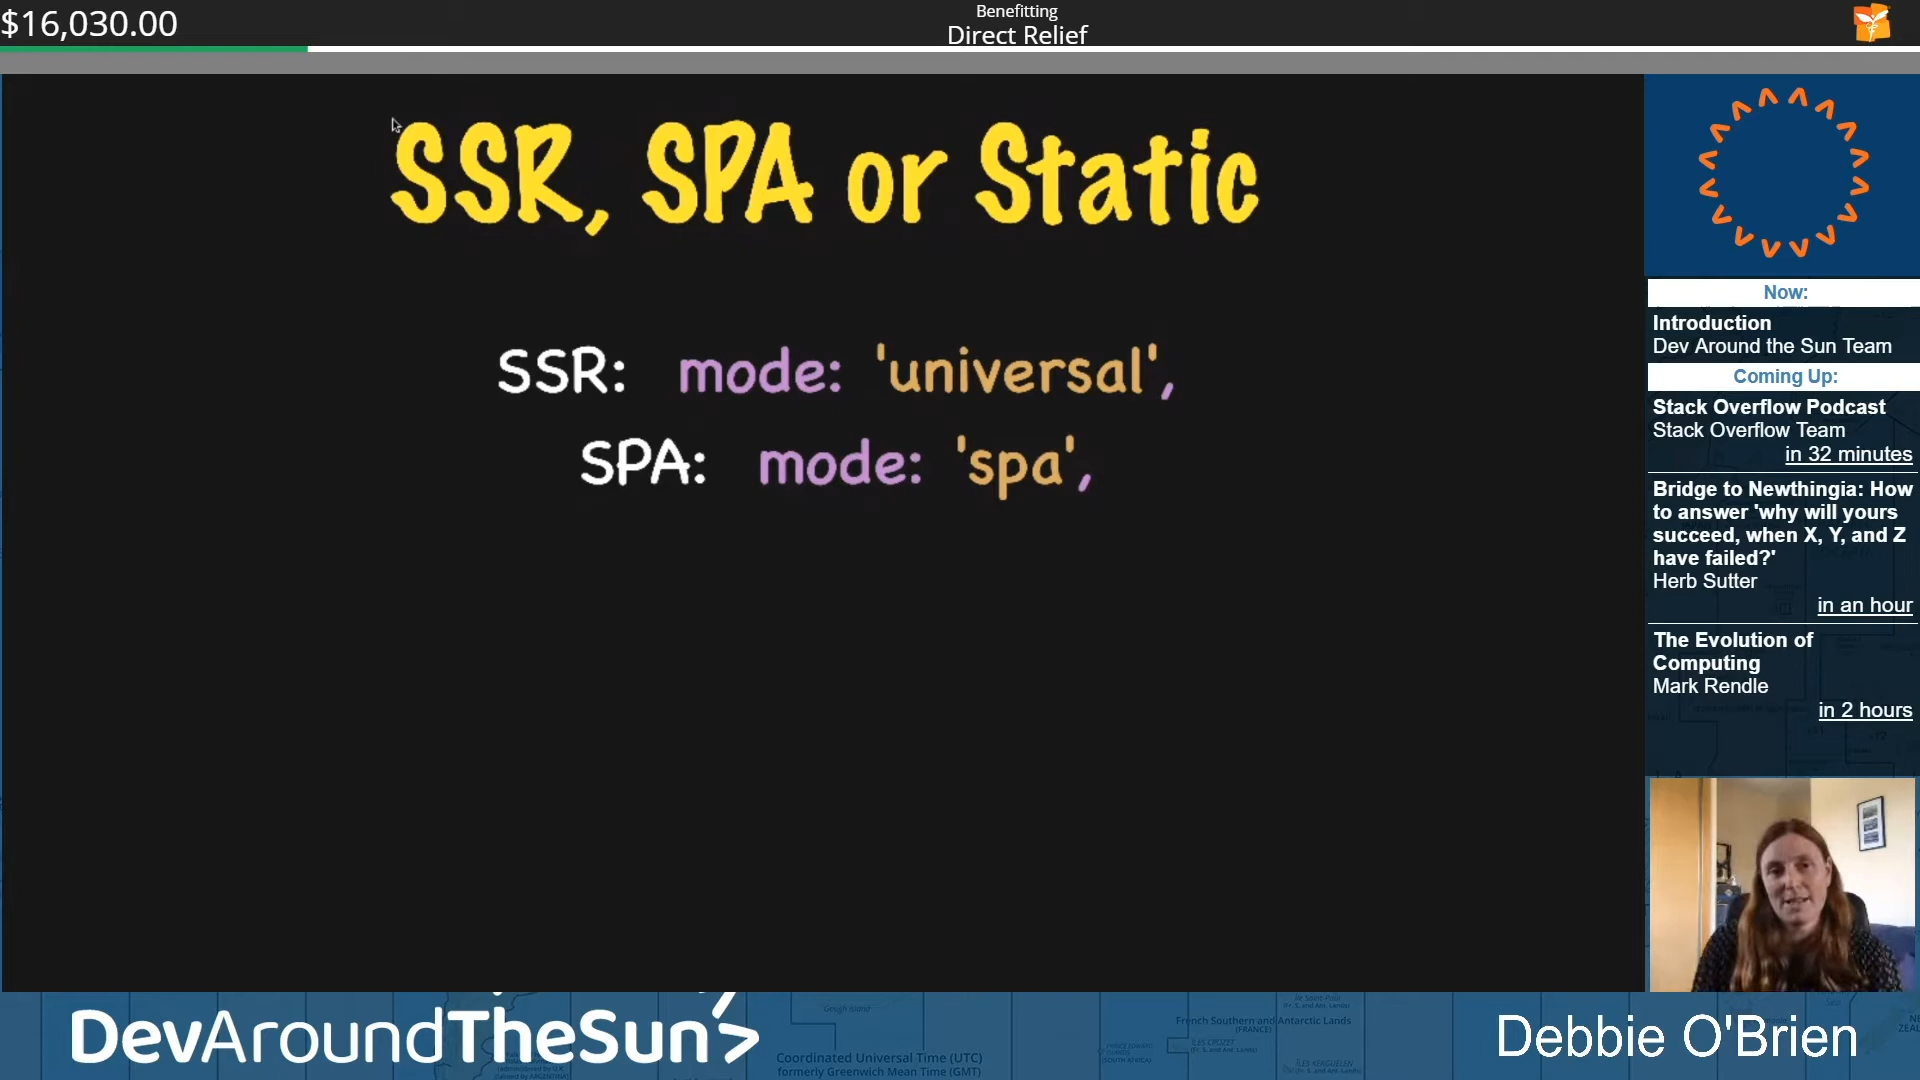 $16,030.00
Benefitting
Direct Relief
SSR, SPA or Static
SSR: mode: 'universal',
SPA: mode: 'spa',
Now:
Introduction
Dev Around the Sun Team
Coming Up:
Stack Overflow Podcast
Stack Overflow Team
in 32 minutes
Bridge to Newthingia: How
to answer 'why will yours
succeed, when X, Y, and Z
have failed?'
Herb Sutter
in an hour
The Evolution of
Computing
Mark Rendle
in 2 hours
DevAroundTheSun
Debbie O'Brien
Gough Island
Coordinated Universal Time (UTC)
formerly Greenwich Mean Time (GMT)
French Southern and Antarctic Lands
(FRANCE)